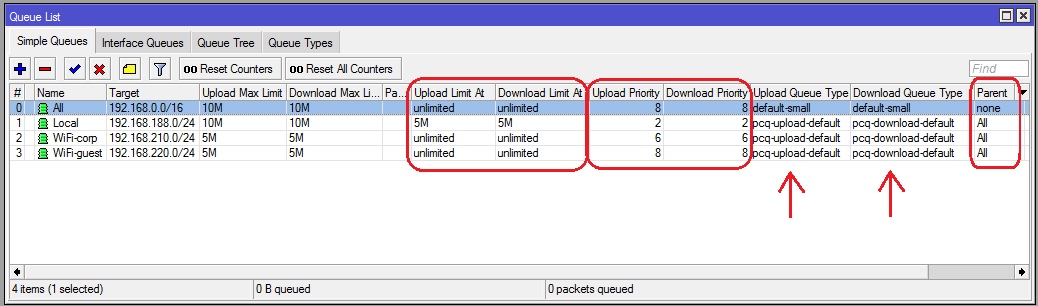 Queue List
Simple Queues Interface Queues Queue Tree Queue Types
00 Reset Counters 00 Reset All Counters Find
# Name Target Upload Max Limit Download Max Li... Pa... Upload Limit At Download Limit At Upload Priority Download Priority Upload Queue Type Download Queue Type Parent
0 All 192.168.0.0/16 10M 10M unlimited unlimited 8 8 default-small default-small none
1 Local 192.168.188.0/24 10M 10M 5M 5M 2 2 pcq-upload-default pcq-download-default All
2 WiFi-corp 192.168.210.0/24 5M 5M unlimited unlimited 6 6 pcq-upload-default pcq-download-default All
3 WiFi-guest 192.168.220.0/24 5M 5M unlimited unlimited 8 8 pcq-upload-default pcq-download-default All
4 items (1 selected) 0 B queued 0 packets queued